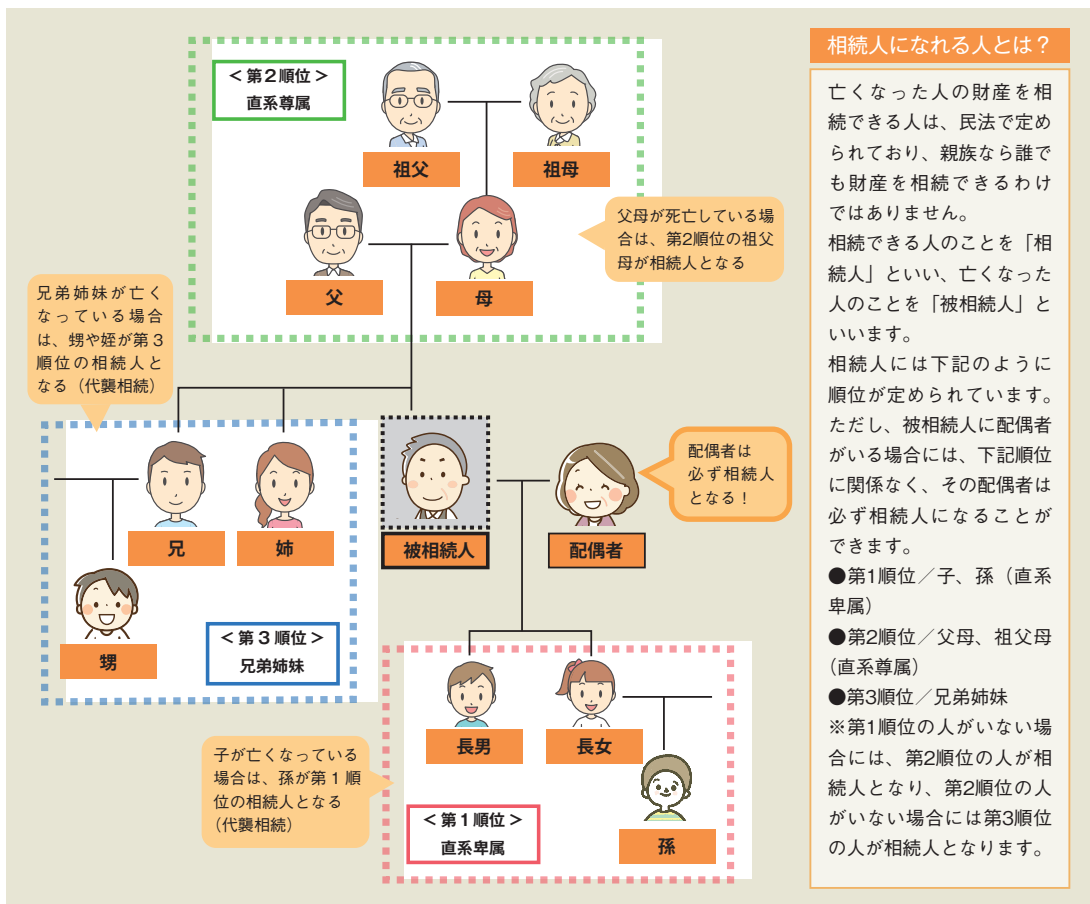 ＜第２順位＞
直系尊属
祖父
祖母
父
母
父母が死亡している場
合は、第2順位の祖父
母が相続人となる
兄弟姉妹が亡く
なっている場合
は、甥や姪が第３
順位の相続人と
なる（代襲相続）
兄
姉
甥
＜第３順位＞
兄弟姉妹
被相続人
配偶者
配偶者は
必ず相続人
となる！
長男
長女
孫
子が亡くなっている
場合は、孫が第１順
位の相続人となる
（代襲相続）
＜第１順位＞
直系卑属
相続人になれる人とは？
亡くなった人の財産を相
続できる人は、民法で定め
られており、親族なら誰で
も財産を相続できるわけ
ではありません。
相続できる人のことを「相
続人」といい、亡くなった
人のことを「被相続人」と
いいます。
相続人には下記のように
順位が定められています。
ただし、被相続人に配偶者
がいる場合には、下記順位
に関係なく、その配偶者は
必ず相続人になることが
できます。
●第1順位／子、孫（直系
卑属）
●第2順位／父母、祖父母
(直系尊属）
●第3順位／兄弟姉妹
※第1順位の人がいない場
合には、第2順位の人が相
続人となり、第2順位の人
がいない場合には第3順位
の人が相続人となります。